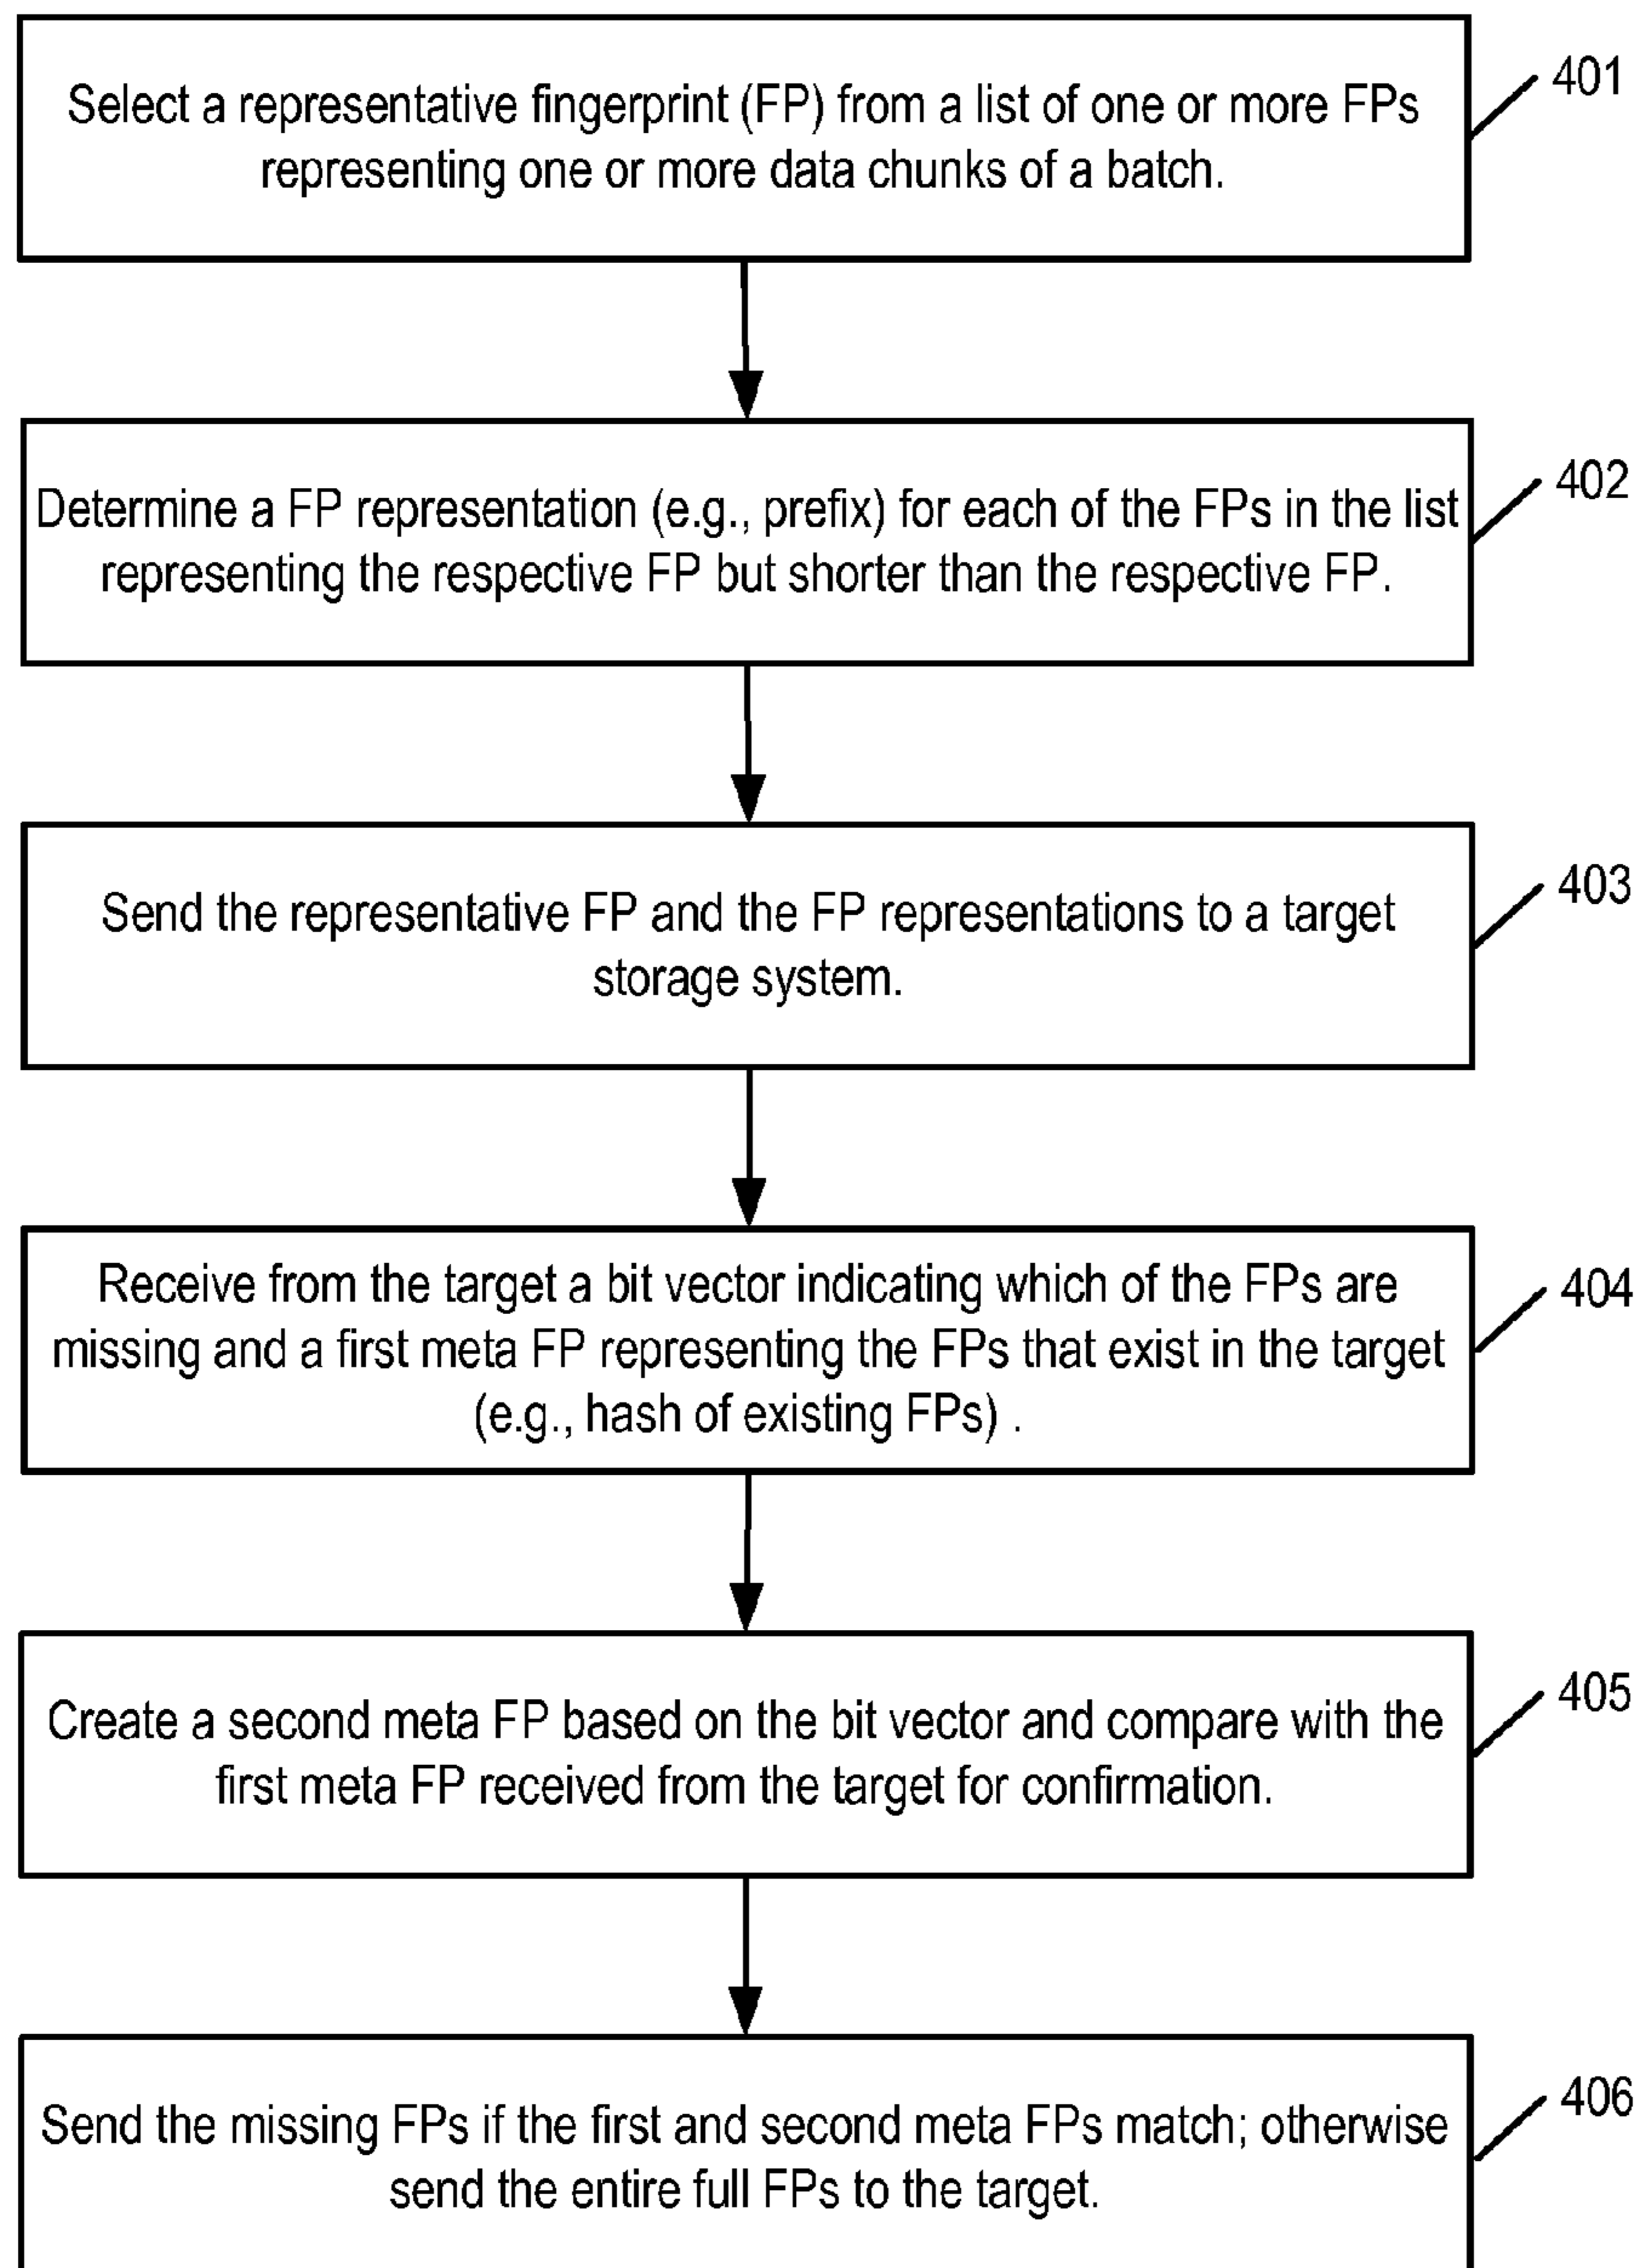 Select a representative fingerprint (FP) from a list of one or more FPs
representing one or more data chunks of a batch.
401
Determine a FP representation (e.g., prefix) for each of the FPs in the list
representing the respective FP but shorter than the respective FP.
402
Send the representative FP and the FP representations to a target
storage system.
403
Receive from the target a bit vector indicating which of the FPs are
missing and a first meta FP representing the FPs that exist in the target
(e.g., hash of existing FPs) .
404
Create a second meta FP based on the bit vector and compare with the
first meta FP received from the target for confirmation.
405
Send the missing FPs if the first and second meta FPs match; otherwise
send the entire full FPs to the target.
406